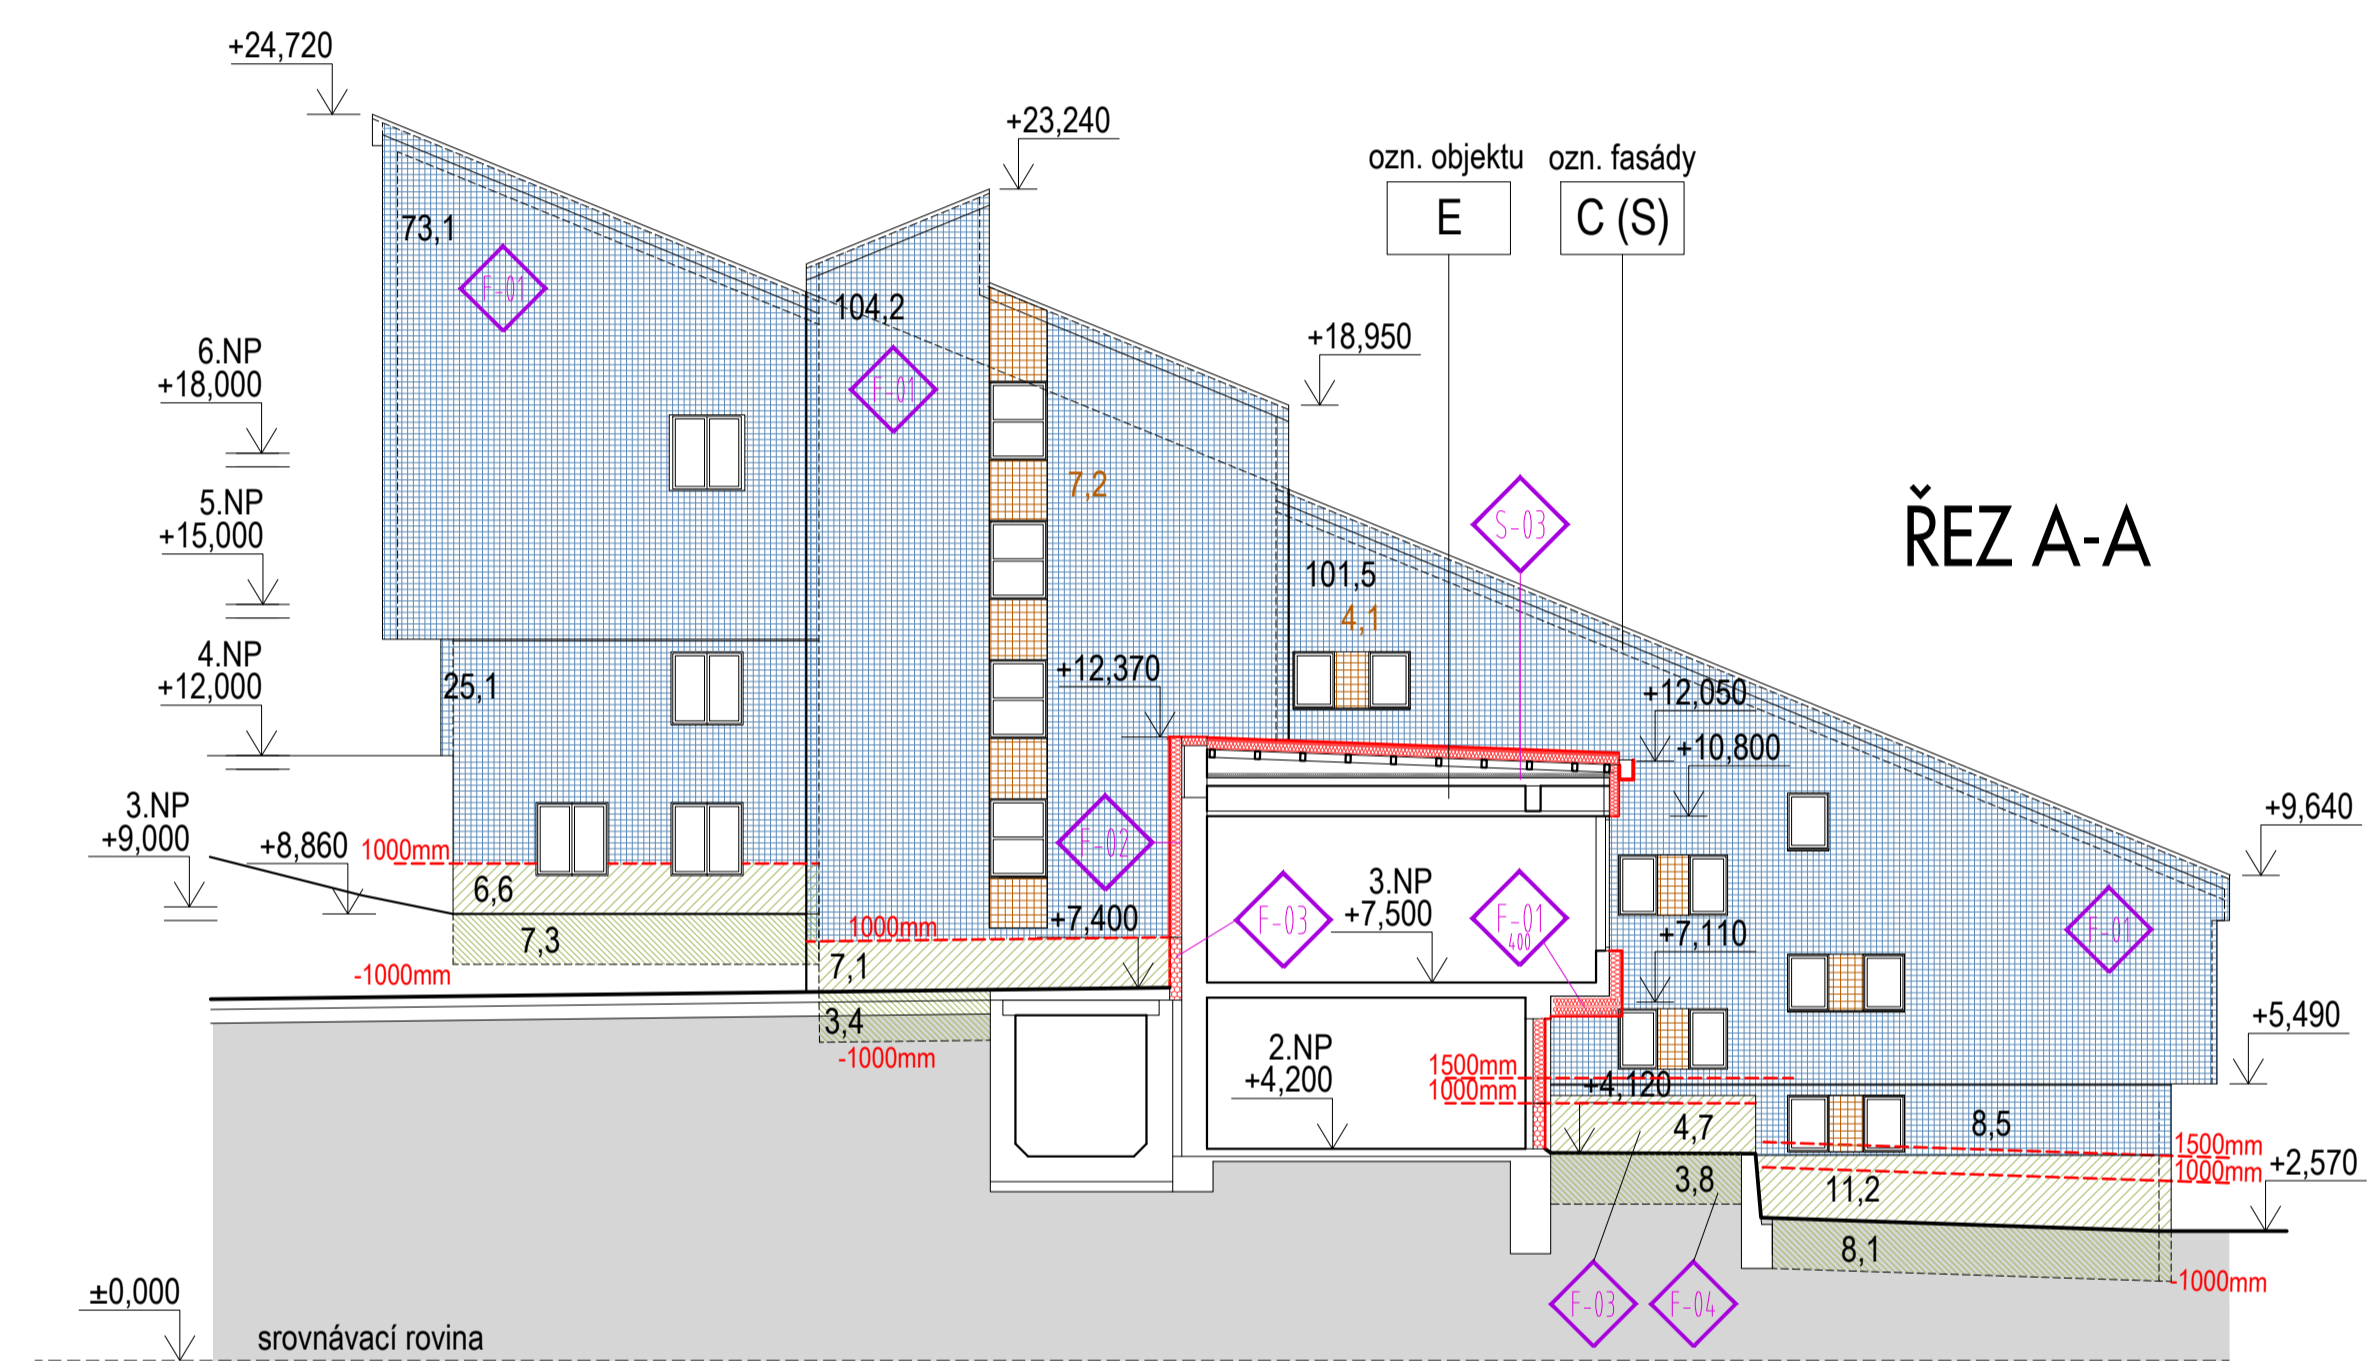 +24,720
+23,240
ozn. objektu
ozn. fasády
E
C (S)
73,1
F-01
104,2
F-01
+18,950
6.NP
+18,000
7,2
5.NP
+15,000
S-03
ŘEZ A-A
101,5
4,1
4.NP
+12,000
25,1
+12,370
+12,050
+10,800
3.NP
+9,000
+8,860
1000mm
F-02
+9,640
6,6
7,3
-1000mm
1000mm
+7,400
7,1
F-03
3.NP
+7,500
F-01
400
+7,110
F-01
3,4
-1000mm
2.NP
+4,200
1500mm
1000mm
+4,120
+5,490
4,7
8,5
1500mm
1000mm
+2,570
3,8
11,2
8,1
-1000mm
F-03
F-04
±0,000
srovnávací rovina